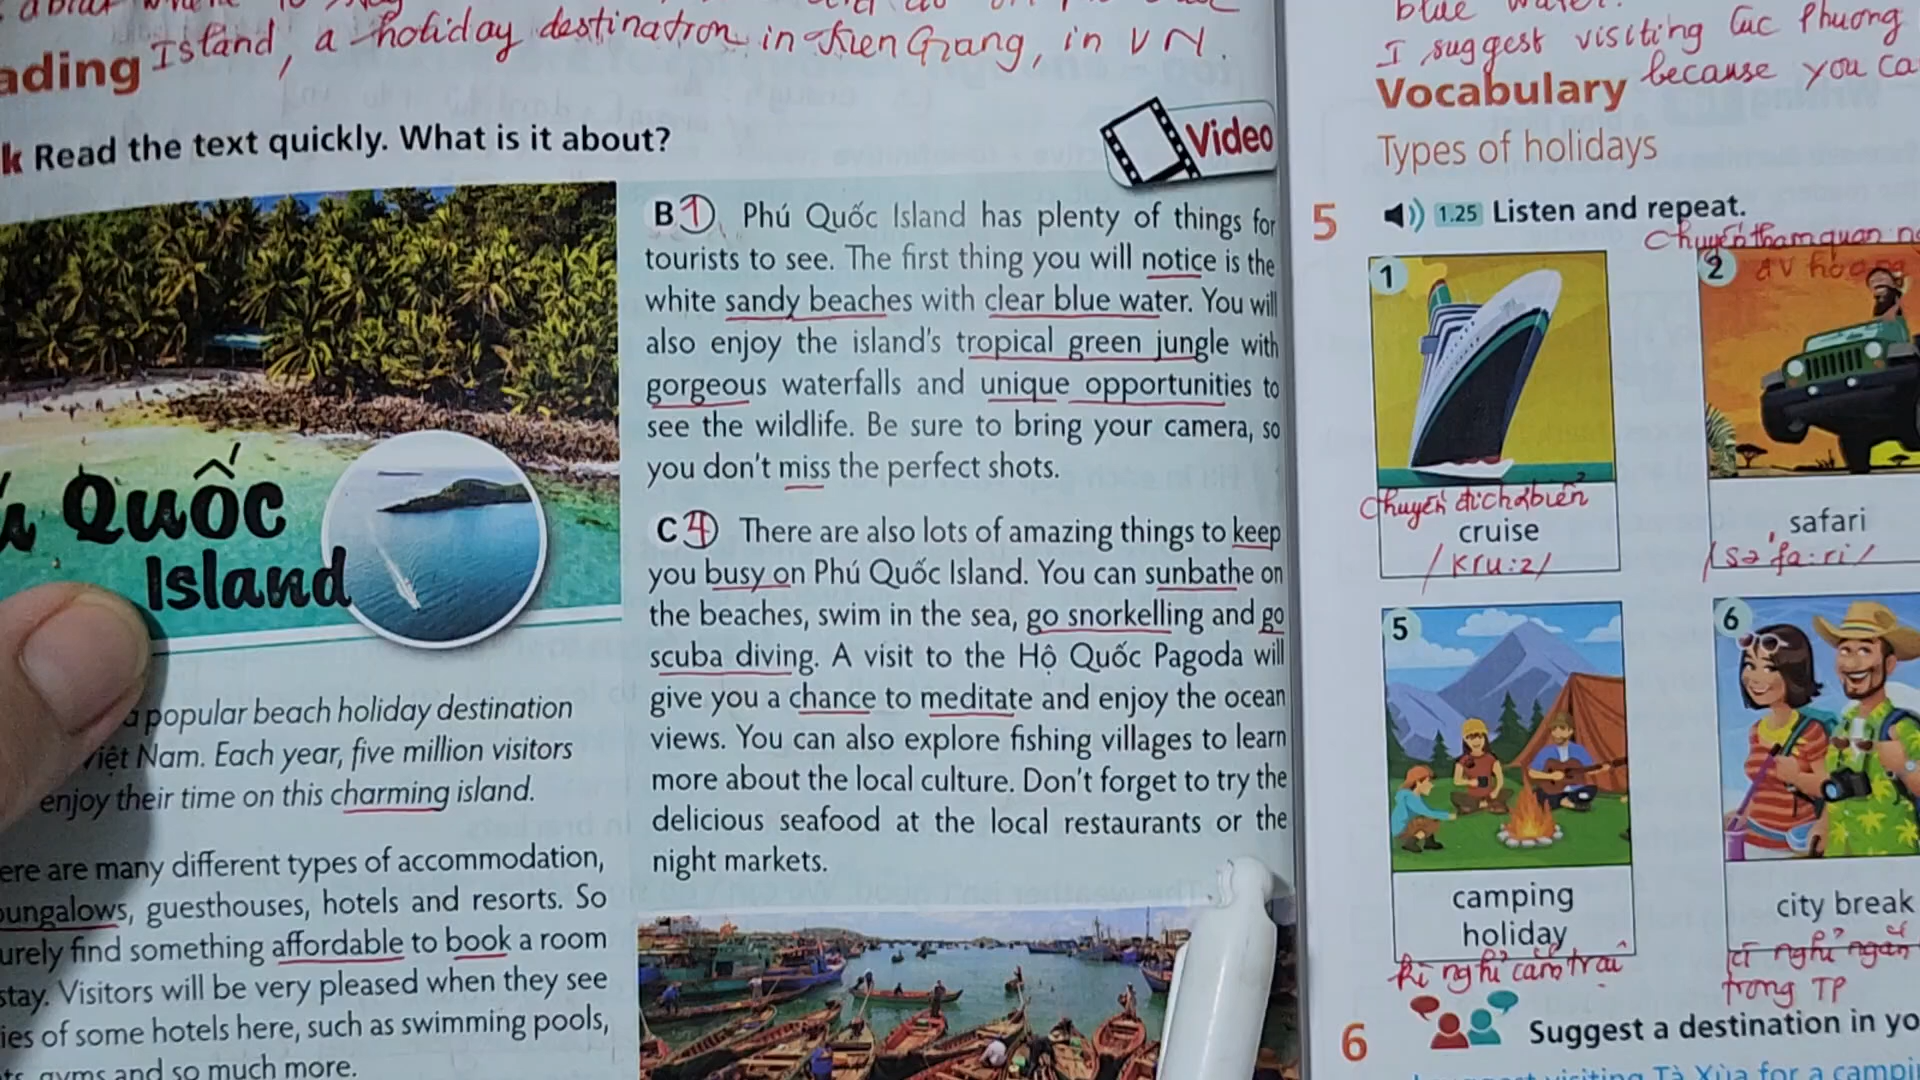 Island, a holiday destination in Kien Giang, in VN.
ading
k Read the text quickly. What is it about?
Video
Quốc
Island
a popular beach holiday destination
Việt Nam. Each year, five million visitors
enjoy their time on this charming island.
ere are many different types of accommodation,
bungalows, guesthouses, hotels and resorts. So
urely find something affordable to book a room
stay. Visitors will be very pleased when they see
ies of some hotels here, such as swimming pools,
gyms and so much more.
B 1 Phú Quốc Island has plenty of things for
tourists to see. The first thing you will notice is the
white sandy beaches with clear blue water. You will
also enjoy the island's tropical green jungle with
gorgeous waterfalls and unique opportunities to
see the wildlife. Be sure to bring your camera, so
you don't miss the perfect shots.
C 4 There are also lots of amazing things to keep
you busy on Phú Quốc Island. You can sunbathe on
the beaches, swim in the sea, go snorkelling and go
scuba diving. A visit to the Hộ Quốc Pagoda will
give you a chance to meditate and enjoy the ocean
views. You can also explore fishing villages to learn
more about the local culture. Don't forget to try the
delicious seafood at the local restaurants or the
night markets.
blue water.
I suggest visiting Cuc Phuong
because you ca
Vocabulary
Types of holidays
5 1.25 Listen and repeat.
chuyến tham quan
1
2
đv hoang
chuyến đi chơi biển
cruise
/kru:z/
safari
/sə'fa:ri/
5
6
camping
holiday
kì nghỉ cắm trại
city break
kì nghỉ ngắn
trong TP
6 Suggest a destination in yo
visiting Tà Xùa for a campi